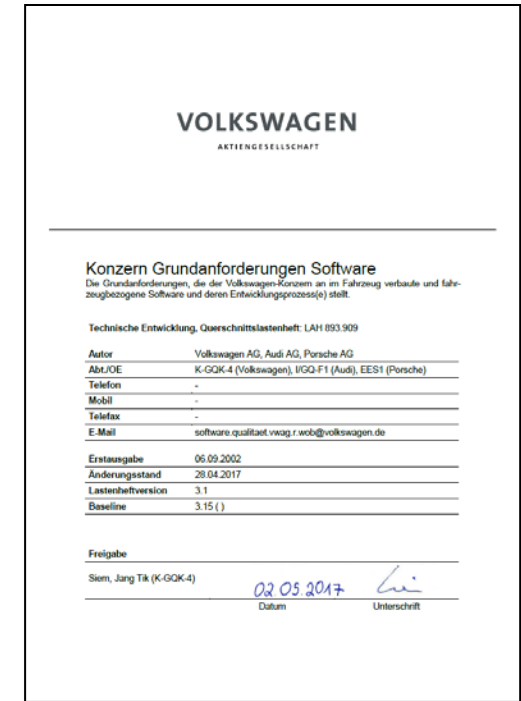 VOLKSWAGEN
AKTIENGESELLSCHAFT
Konzern Grundanforderungen Software
Die Grundanforderungen, die der Volkswagen-Konzern an im Fahrzeug verbaute und fahr-
zeugbezogene Software und deren Entwicklungsprozess(e) stellt.
Technische Entwicklung, Querschnittslastenheft: LAH 893.909
Autor Volkswagen AG, Audi AG, Porsche AG
Abt./OE K-GQK-4 (Volkswagen), I/GQ-F1 (Audi), EES1 (Porsche)
Telefon -
Mobil -
Telefax -
E-Mail software.qualitaet.vwag.r.wob@volkswagen.de
Erstausgabe 06.09.2002
Änderungsstand 28.04.2017
Lastenheftversion 3.1
Baseline 3.15 ( )
Freigabe
Siem, Jang Tik (K-GQK-4) 02.05.2017
Datum Unterschrift